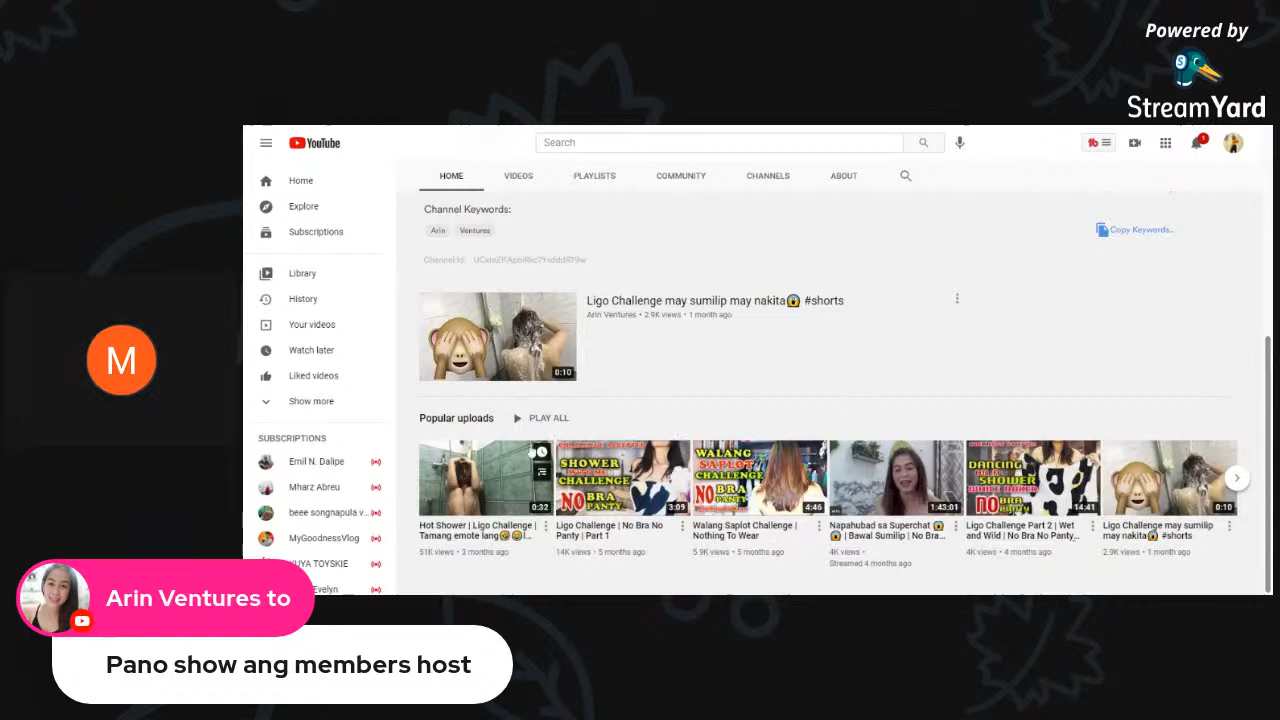 Powered by
StreamYard
YouTube
Search
1
HOME VIDEOS PLAYLISTS COMMUNITY CHANNELS ABOUT
Home
Explore
Subscriptions
Library
History
Your videos
Watch later
Liked videos
Show more
SUBSCRIPTIONS
Emil N. Dalipe
Mharz Abreu
beee songnapula v...
MyGoodnessVlog
KUYA TOYSKIE
Evelyn
Channel Keywords:
Arin Ventures
Copy Keywords..
Channel Id:
Ligo Challenge may sumilip may nakita😱 #shorts
Arin Ventures • 2.9K views • 1 month ago
0:10
Popular uploads PLAY ALL
0:32
SHOWER
WITH ME
CHALLENGE
NO BRA
PANTY
3:09
WALANG
SAPLOT
CHALLENGE
NO BRA
PANTY
4:46
1:43:01
DANCING
SHOWER
NO BRA
PANTY
14:41
0:10
Hot Shower | Ligo Challenge |
Tamang emote lang
51K views • 3 months ago
Ligo Challenge | No Bra No
Panty | Part 1
14K views • 5 months ago
Walang Saplot Challenge |
Nothing To Wear
5.9K views • 5 months ago
Napahubad sa Superchat 😱
😱 | Bawal Sumilip | No Bra...
4K views •
Streamed 4 months ago
Ligo Challenge Part 2 | Wet
and Wild | No Bra No Panty...
4K views • 4 months ago
Ligo Challenge may sumilip
may nakita😱 #shorts
2.9K views • 1 month ago
M
Arin Ventures to
Pano show ang members host